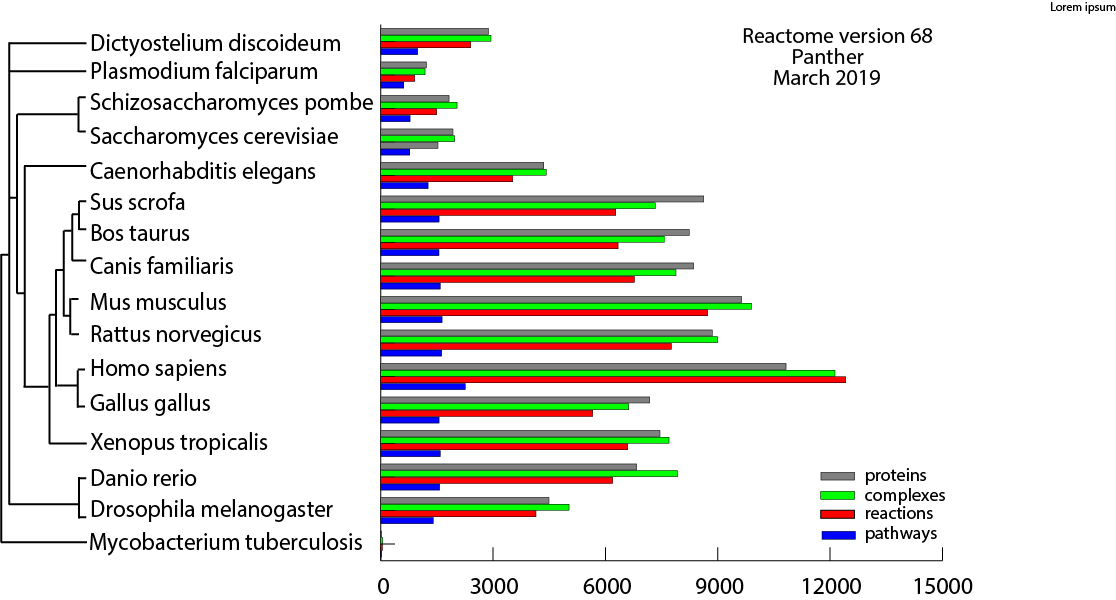 Lorem ipsum
Reactome version 68
Panther
March 2019
Dictyostelium discoideum
Plasmodium falciparum
Schizosaccharomyces pombe
Saccharomyces cerevisiae
Caenorhabditis elegans
Sus scrofa
Bos taurus
Canis familiaris
Mus musculus
Rattus norvegicus
Homo sapiens
Gallus gallus
Xenopus tropicalis
Danio rerio
Drosophila melanogaster
Mycobacterium tuberculosis
proteins
complexes
reactions
pathways
0 3000 6000 9000 12000 15000